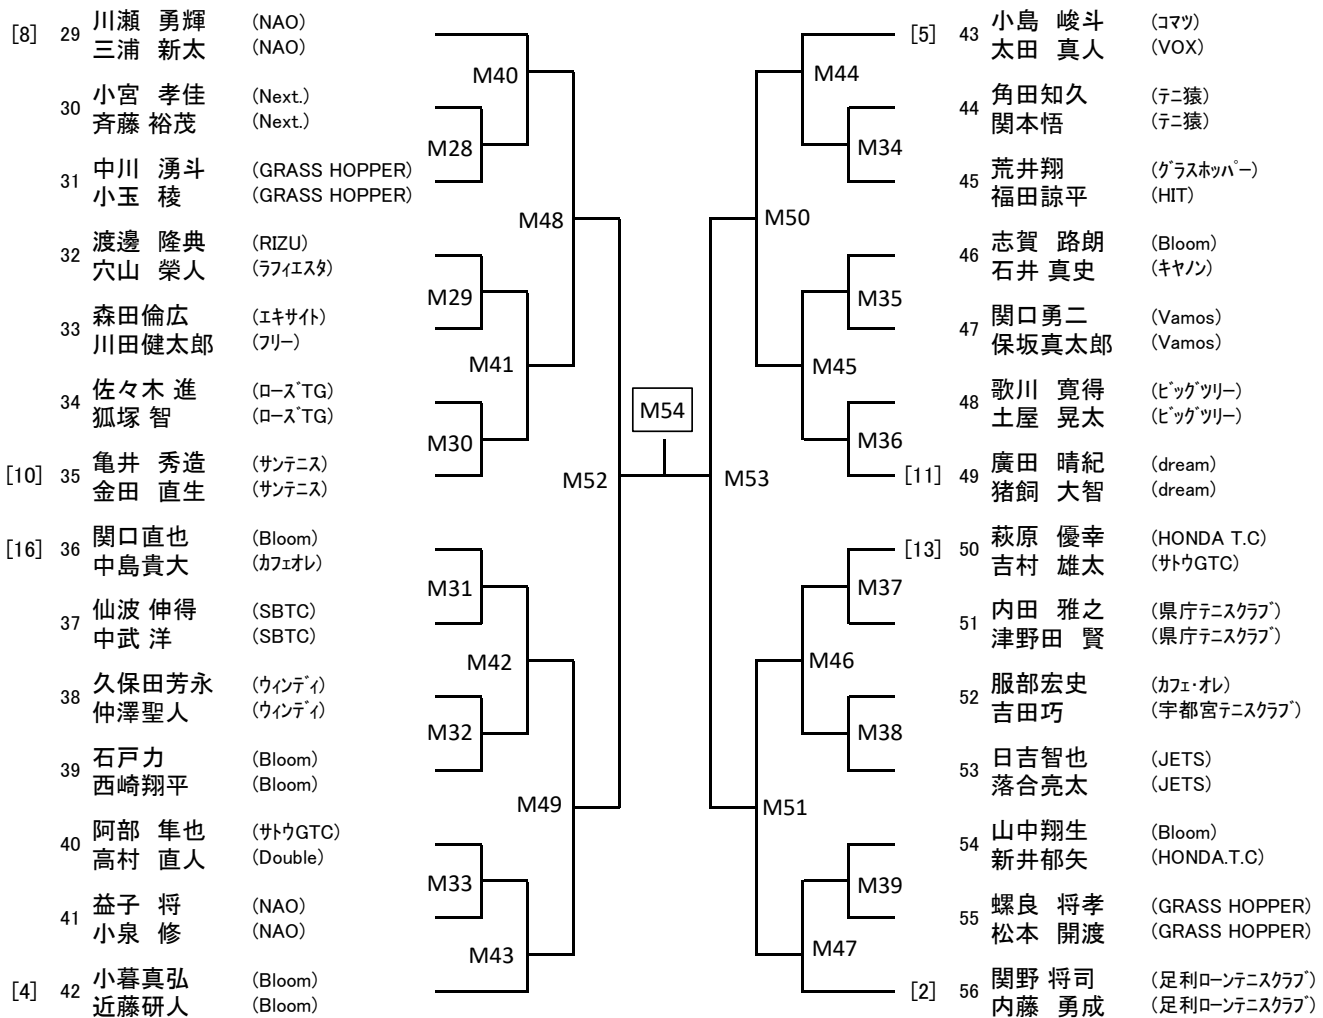 [8] 29 川瀬 勇輝 (NAO)
三浦 新太 (NAO)
M40
30 小宮 孝佳 (Next.)
斉藤 裕茂 (Next.)
M28
31 中川 湧斗 (GRASS HOPPER)
小玉 稜 (GRASS HOPPER)
M48
32 渡邊 隆典 (RIZU)
穴山 榮人 (ラフィエスタ)
M29
33 森田倫広 (エキサイト)
川田健太郎 (フリー)
M41
34 佐々木 進 (ローズTG)
狐塚 智 (ローズTG)
M30
[10] 35 亀井 秀造 (サンテニス)
金田 直生 (サンテニス)
M52
[16] 36 関口直也 (Bloom)
中島貴大 (カフェオレ)
M31
37 仙波 伸得 (SBTC)
中武 洋 (SBTC)
M42
38 久保田芳永 (ウィンディ)
仲澤聖人 (ウィンディ)
M32
39 石戸力 (Bloom)
西崎翔平 (Bloom)
M49
40 阿部 隼也 (サトウGTC)
高村 直人 (Double)
M33
41 益子 将 (NAO)
小泉 修 (NAO)
M43
[4] 42 小暮真弘 (Bloom)
近藤研人 (Bloom)
M54
[5] 43 小島 峻斗 (コマツ)
太田 真人 (VOX)
M44
44 角田知久 (テニ猿)
関本悟 (テニ猿)
M34
45 荒井翔 (グラスホッパー)
福田諒平 (HIT)
M50
46 志賀 路朗 (Bloom)
石井 真史 (キヤノン)
M35
47 関口勇二 (Vamos)
保坂真太郎 (Vamos)
M45
48 歌川 寛得 (ビッグツリー)
土屋 晃太 (ビッグツリー)
M36
[11] 49 廣田 晴紀 (dream)
猪飼 大智 (dream)
M53
[13] 50 萩原 優幸 (HONDA T.C)
吉村 雄太 (サトウGTC)
M37
51 内田 雅之 (県庁テニスクラブ)
津野田 賢 (県庁テニスクラブ)
M46
52 服部宏史 (カフェ・オレ)
吉田巧 (宇都宮テニスクラブ)
M38
53 日吉智也 (JETS)
落合亮太 (JETS)
M51
54 山中翔生 (Bloom)
新井郁矢 (HONDA.T.C)
M39
55 螺良 将孝 (GRASS HOPPER)
松本 開渡 (GRASS HOPPER)
M47
[2] 56 関野 将司 (足利ローンテニスクラブ)
内藤 勇成 (足利ローンテニスクラブ)